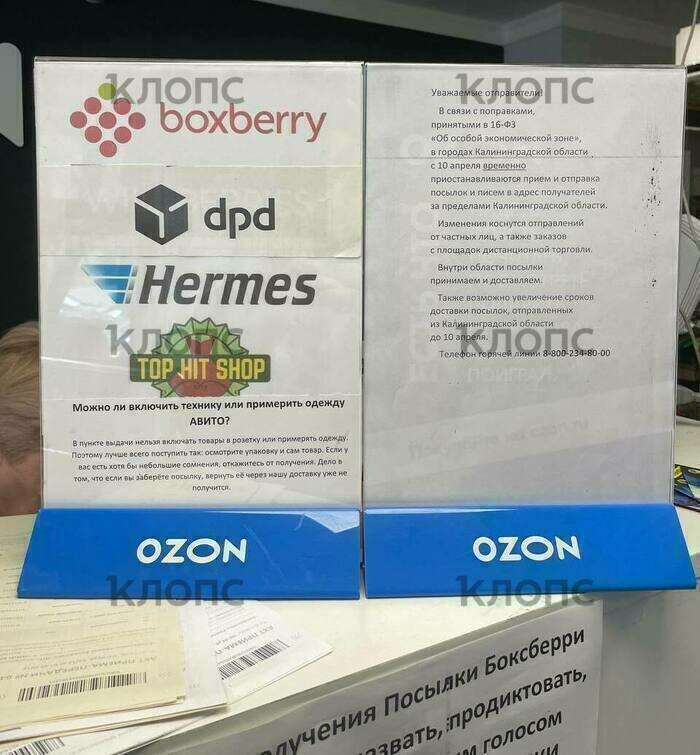 boxberry
dpd
Hermes
TOP HIT SHOP
Можно ли включить технику или примерить одежду
АВИТО?
В пункте выдачи нельзя включать товары в розетку или примерять одежду.
Поэтому лучше всего поступить так: осмотрите упаковку и сам товар. Если у
вас есть хотя бы небольшие сомнения, откажитесь от получения. Дело в
том, что если вы заберёте посылку, вернуть её через нашу доставку уже не
получится.
OZON
Уважаемые отправители!
В связи с поправками,
принятыми в 16-ФЗ
«Об особой экономической зоне»,
в городах Калининградской области
с 10 апреля временно
приостанавливаются прием и отправка
посылок и писем в адрес получателей
за пределами Калининградской области.
Изменения коснутся отправлений
от частных лиц, а также заказов
с площадок дистанционной торговли.
Внутри области посылки
принимаем и доставляем.
Также возможно увеличение сроков
доставки посылок, отправленных
из Калининградской области
до 10 апреля.
Телефон горячей линии 8-800-234-80-00
OZON
КЛОПС
КЛОПС
КЛОПС
КЛОПС
КЛОПС
КЛОПС
АКТ ПРИЕМА-ПЕРЕДАЧИ
АКТ ПРИЕМА
Посылки Боксберри
продиктовать,
голосом